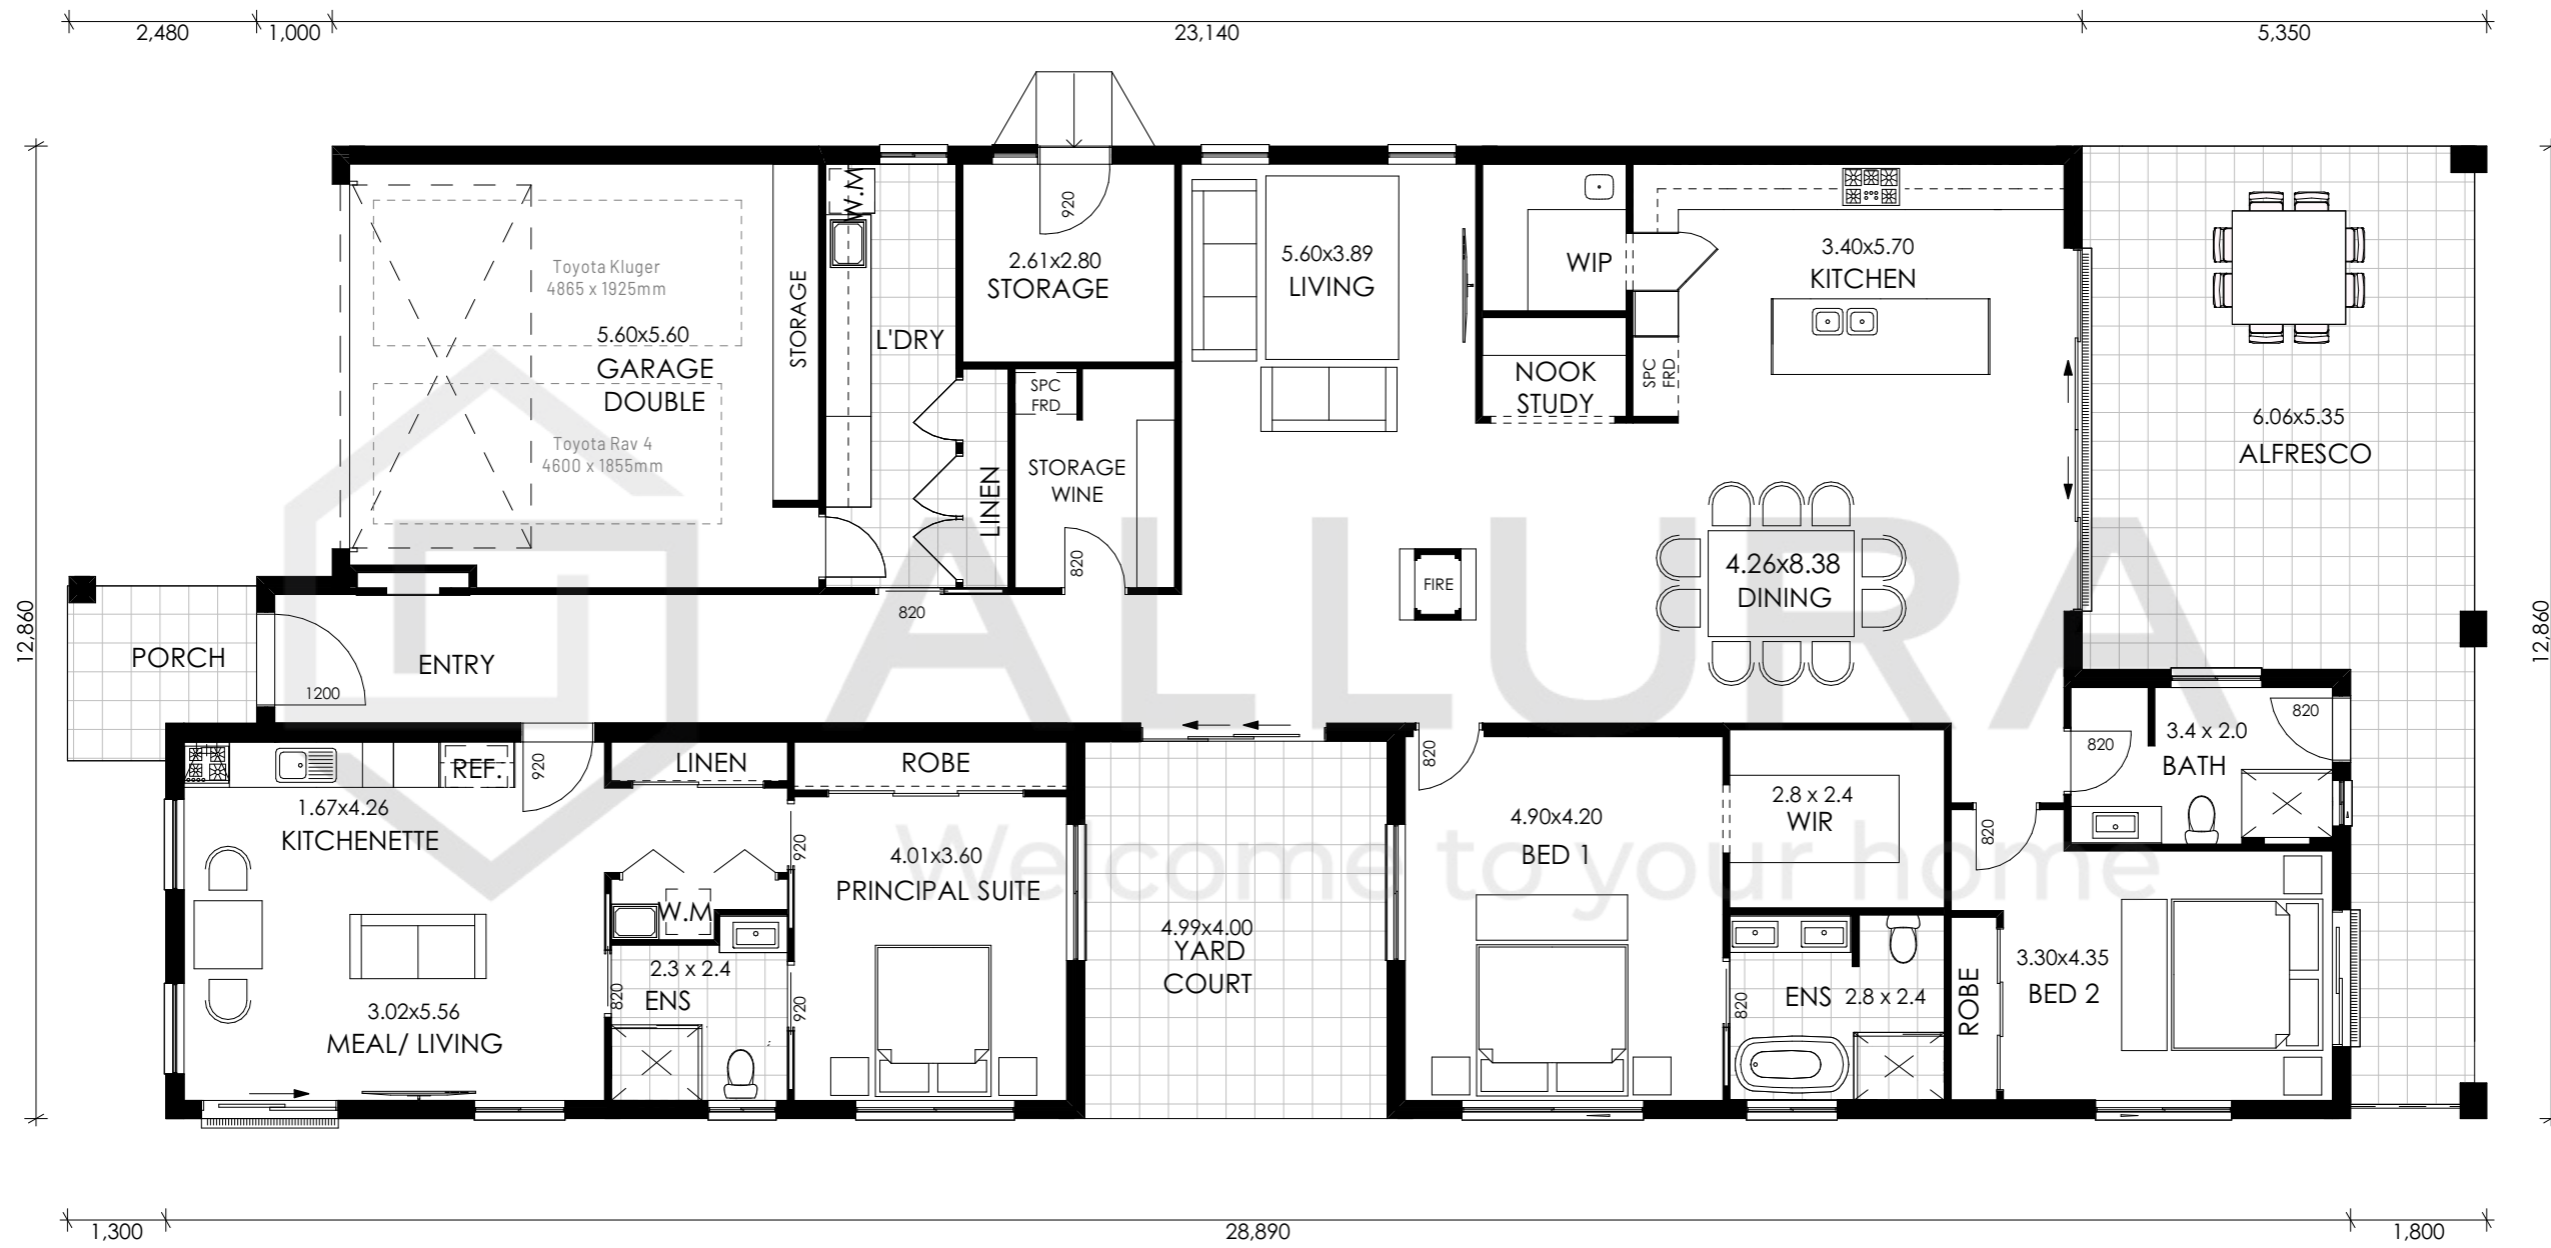 2,480
1,000
23,140
5,350
12,860
12,860
Toyota Kluger
4865 x 1925mm
5.60x5.60
GARAGE
DOUBLE
Toyota Rav 4
4600 x 1855mm
STORAGE
W.M
L'DRY
LINEN
920
2.61x2.80
STORAGE
SPC
FRD
STORAGE
WINE
820
820
5.60x3.89
LIVING
WIP
NOOK
STUDY
SPC
FRD
3.40x5.70
KITCHEN
6.06x5.35
ALFRESCO
FIRE
4.26x8.38
DINING
PORCH
1200
ENTRY
ALLURA
Welcome to your home
REF.
920
1.67x4.26
KITCHENETTE
3.02x5.56
MEAL/ LIVING
LINEN
W.M
920
2.3 x 2.4
ENS
820
920
ROBE
4.01x3.60
PRINCIPAL SUITE
4.99x4.00
YARD
COURT
820
4.90x4.20
BED 1
2.8 x 2.4
WIR
820
ENS 2.8 x 2.4
820
ROBE
3.30x4.35
BED 2
820
3.4 x 2.0
BATH
820
1,300
28,890
1,800